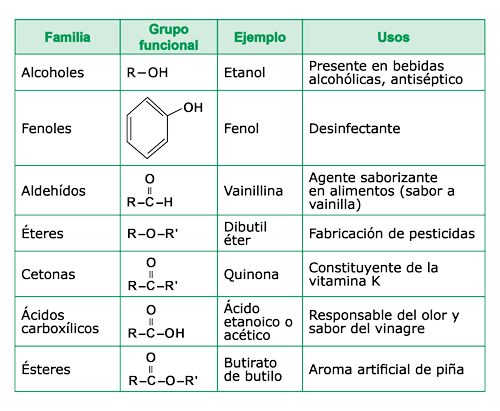 Familia
Grupo
funcional
Ejemplo
Usos
Alcoholes
R–OH
Etanol
Presente en bebidas
alcohólicas, antiséptico
Fenoles
OH
Fenol
Desinfectante
Aldehídos
O
R–C–H
Vainillina
Agente saborizante
en alimentos (sabor a
vainilla)
Éteres
R–O–R'
Dibutil
éter
Fabricación de pesticidas
Cetonas
O
R–C–R'
Quinona
Constituyente de la
vitamina K
Ácidos
carboxílicos
O
R–C–OH
Ácido
etanoico o
acético
Responsable del olor y
sabor del vinagre
Ésteres
O
R–C–O–R'
Butirato
de butilo
Aroma artificial de piña